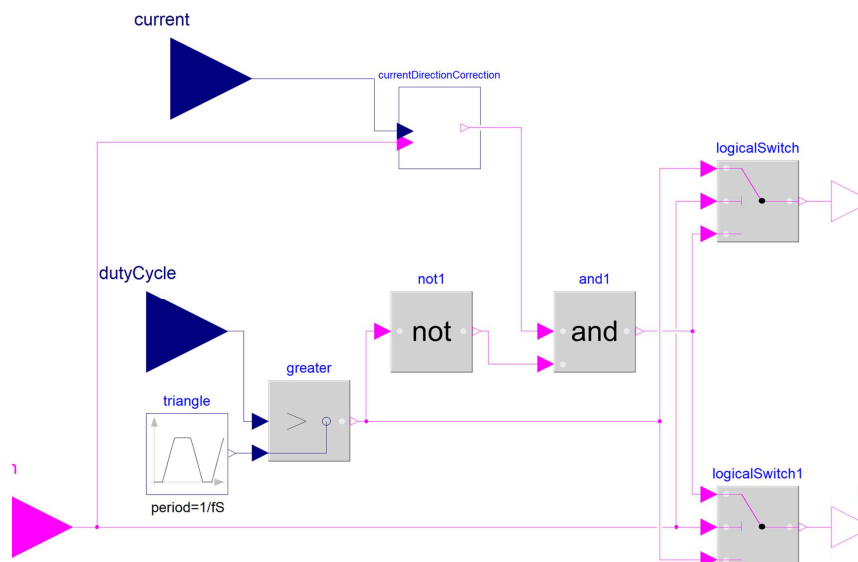 current
currentDirectionCorrection
logicalSwitch
dutyCycle
not1
and1
not
and
greater
>
triangle
period=1/fS
logicalSwitch1